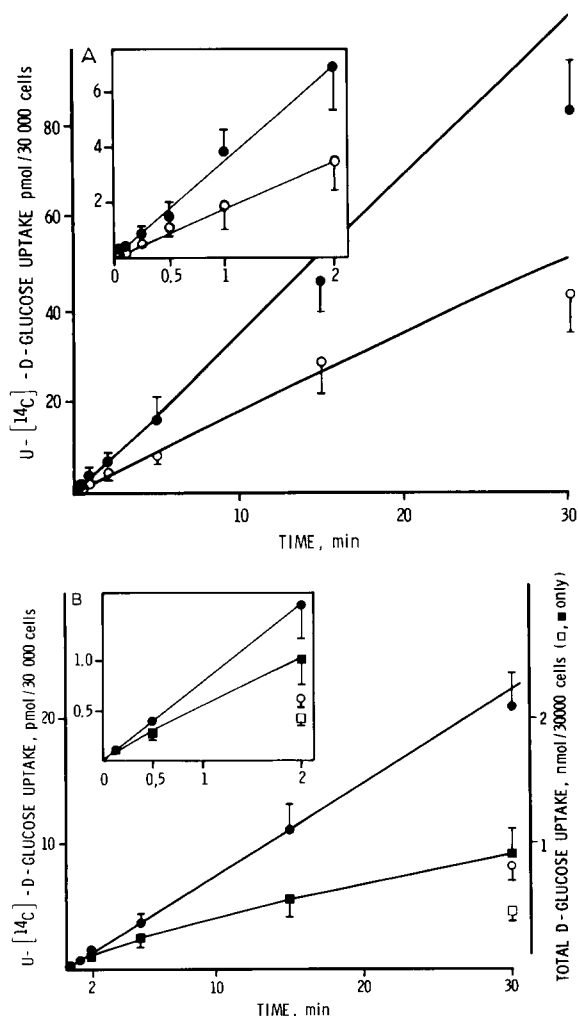 A
U-[14C]-D-GLUCOSE UPTAKE pmol/30 000 cells
80
60
40
20
6
4
2
0 0,5 1 2
10 20 30
TIME, min
B
U-[14C]-D-GLUCOSE UPTAKE, pmol/30 000 cells
20
10
1.0
0.5
0 0,5 1 2
2 10 20 30
TIME, min
2
1
TOTAL D-GLUCOSE UPTAKE, nmol/30000 cells (□,■ only)